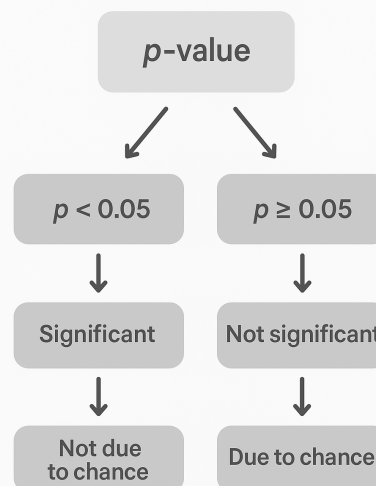 p-value
p < 0.05
p ≥ 0.05
Significant
Not significant
Not due
to chance
Due to chance